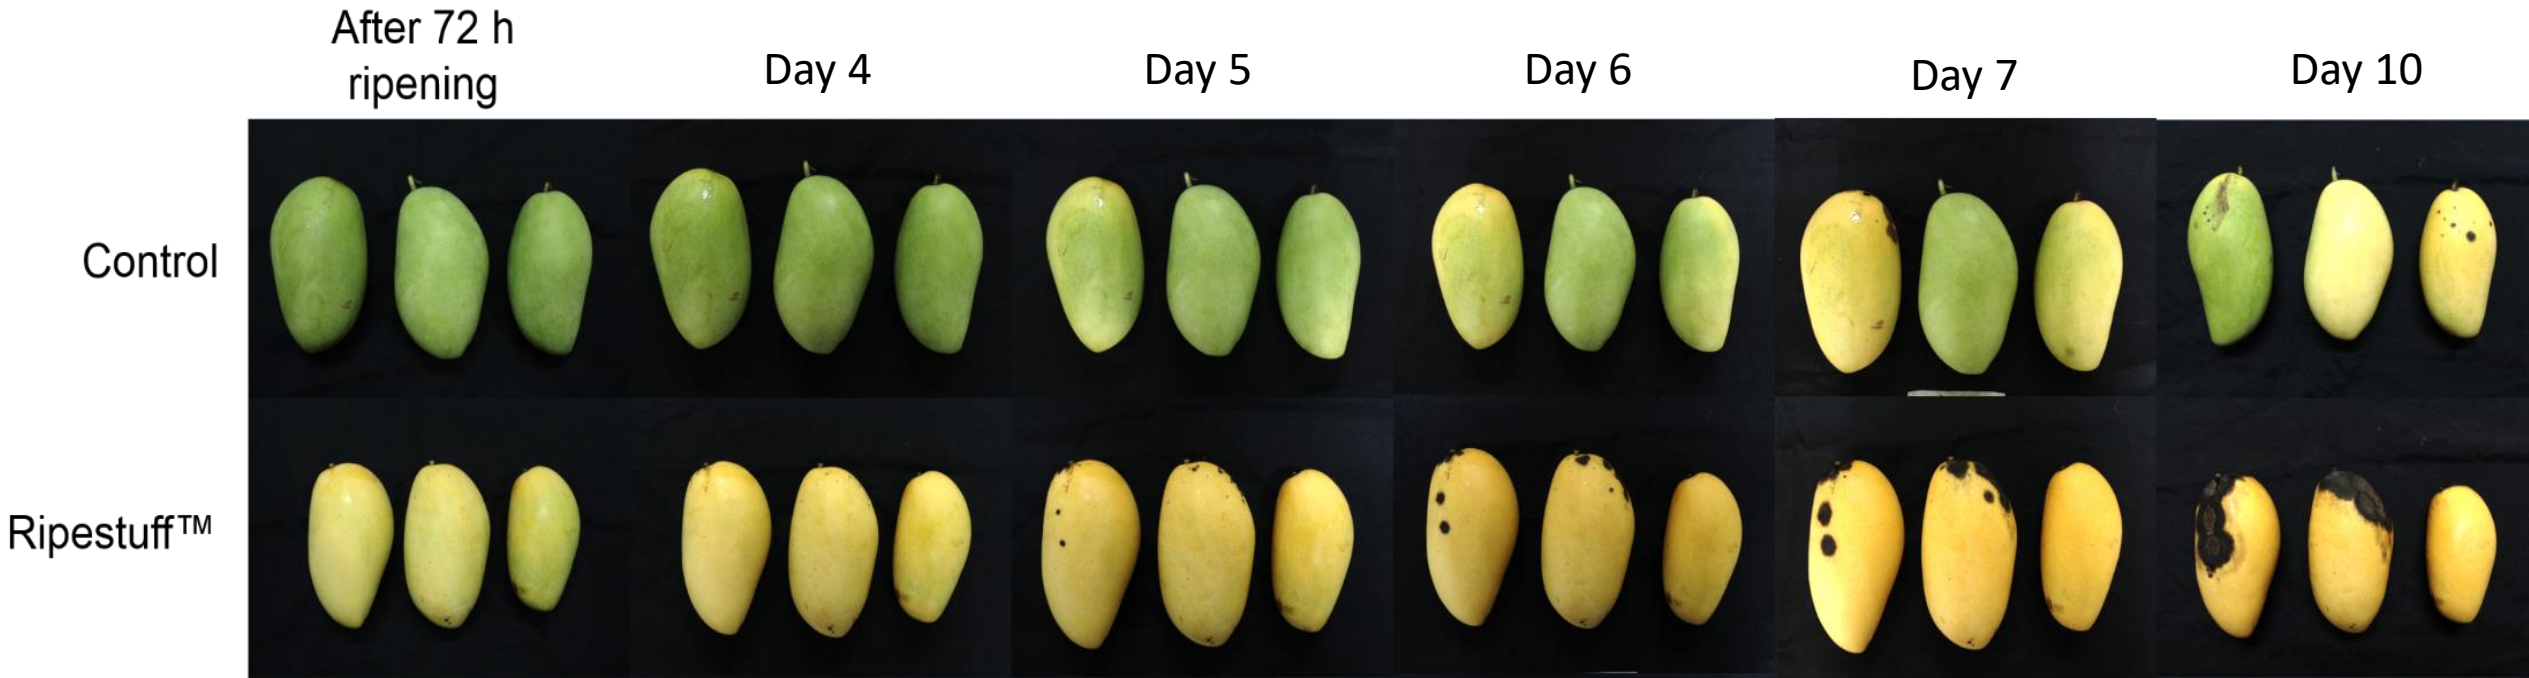 After 72 h
ripening
Day 4
Day 5
Day 6
Day 7
Day 10
Control
Ripestuff™